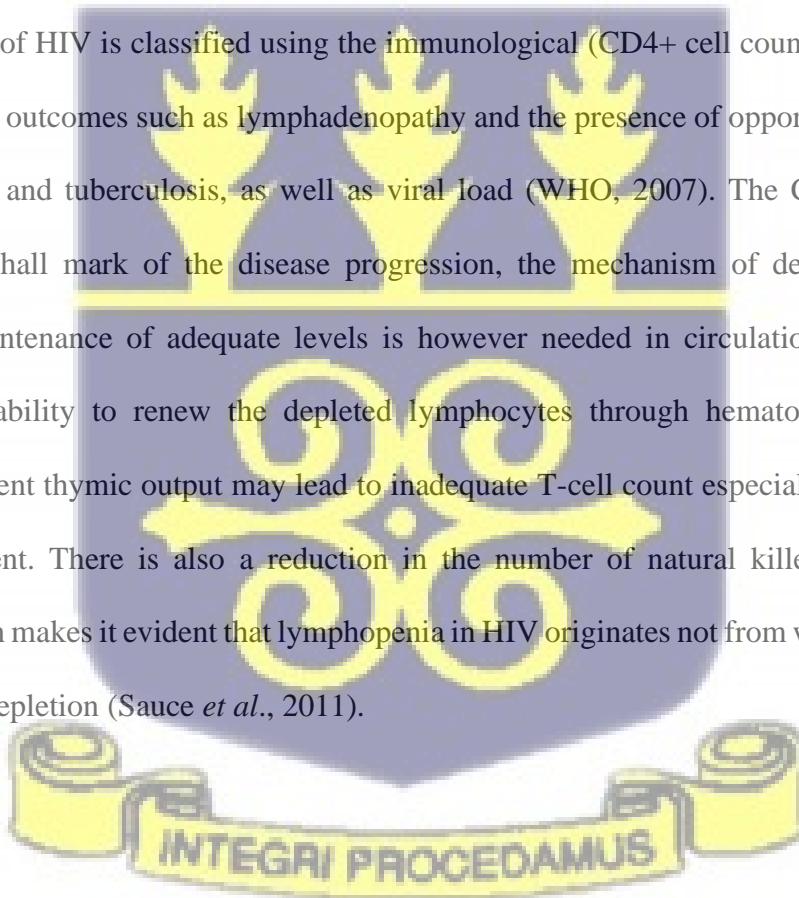 of HIV is classified using the immunological (CD4+ cell coun
outcomes such as lymphadenopathy and the presence of oppor
and tuberculosis, as well as viral load (WHO, 2007). The
hall mark of the disease progression, the mechanism of de
ntenance of adequate levels is however needed in circulatio
ability to renew the depleted lymphocytes through hemato
ent thymic output may lead to inadequate T-cell count especial
ent. There is also a reduction in the number of natural kille
makes it evident that lymphopenia in HIV originates not from
epletion (Sauce et al., 2011).
INTEGRI PROCEDAMUS